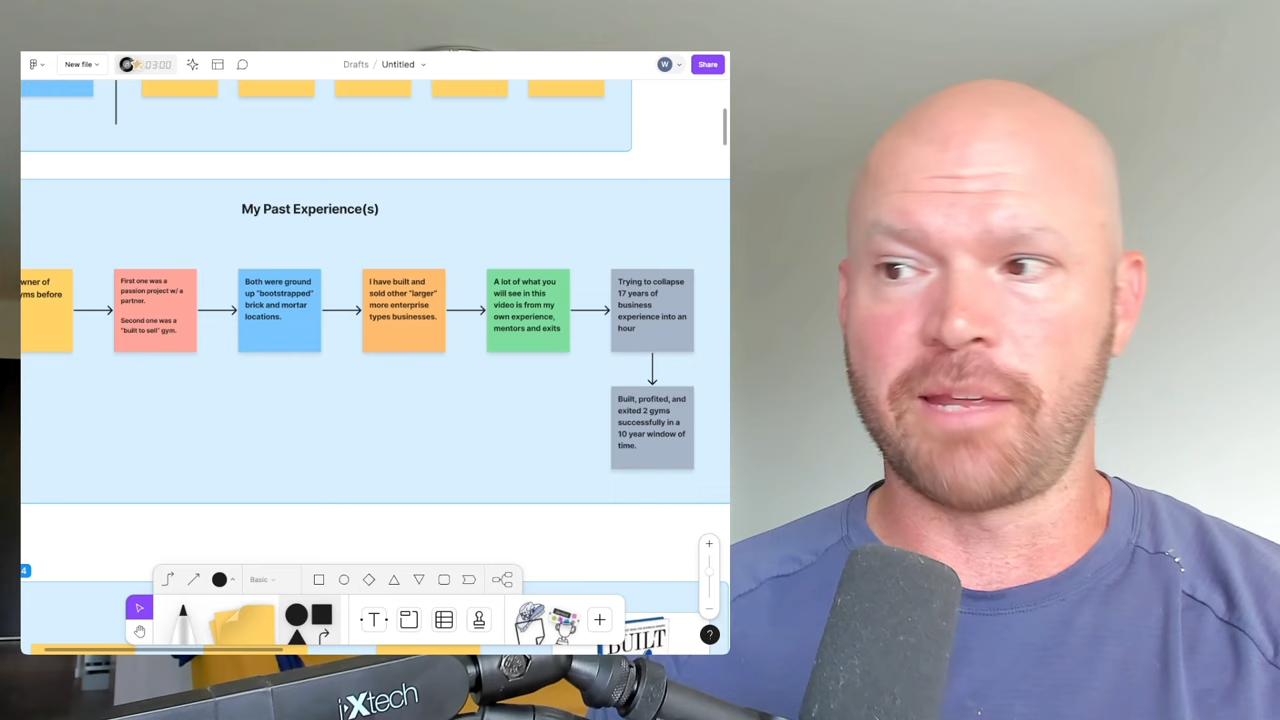 New file
03:00
Drafts / Untitled
W
Share
My Past Experience(s)
wner of
ms before
First one was a
passion project w/ a
partner.
Second one was a
"built to sell" gym.
Both were ground
up "bootstrapped"
brick and mortar
locations.
I have built and
sold other "larger"
more enterprise
types businesses.
A lot of what you
will see in this
video is from my
own experience,
mentors and exits
Trying to collapse
17 years of
business
experience into an
hour
Built, profited, and
exited 2 gyms
successfully in a
10 year window of
time.
4
Basic
T
?
BUILT
iXtech